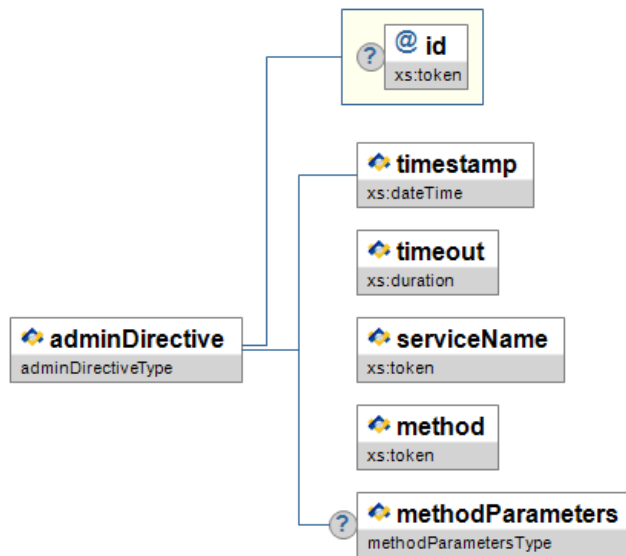 @ id
?
xs:token
timestamp
xs:dateTime
timeout
xs:duration
adminDirective
adminDirectiveType
serviceName
xs:token
method
xs:token
?
methodParameters
methodParametersType